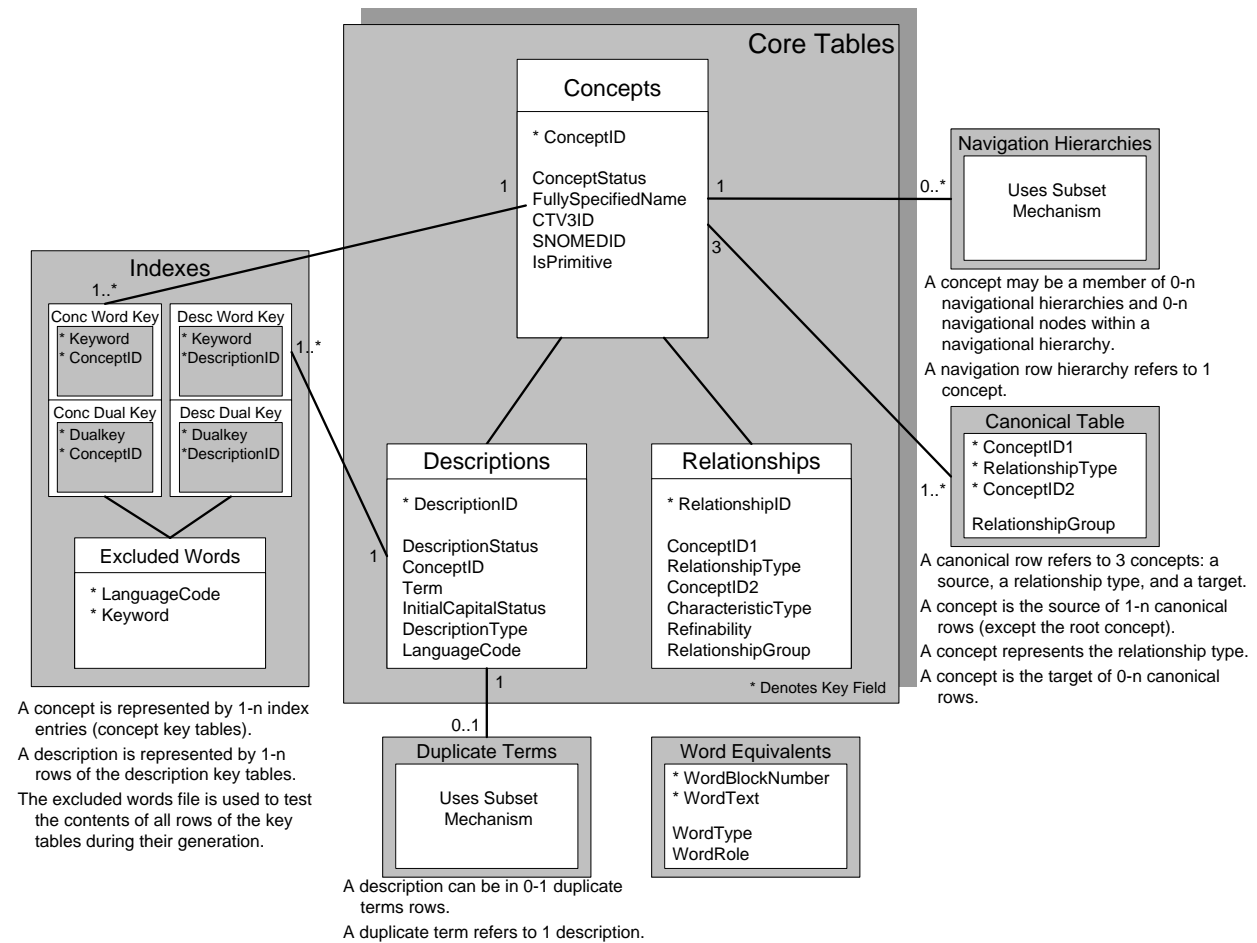 Core Tables
Concepts
* ConceptID
ConceptStatus
FullySpecifiedName
CTV3ID
SNOMEDID
IsPrimitive
1
1
3
0..*
Navigation Hierarchies
Uses Subset
Mechanism
A concept may be a member of 0-n
navigational hierarchies and 0-n
navigational nodes within a
navigational hierarchy.
A navigation row hierarchy refers to 1
concept.
Indexes
1..*
Conc Word Key
* Keyword
* ConceptID
Desc Word Key
* Keyword
*DescriptionID
1..*
Conc Dual Key
* Dualkey
* ConceptID
Desc Dual Key
* Dualkey
*DescriptionID
Excluded Words
* LanguageCode
* Keyword
Descriptions
* DescriptionID
DescriptionStatus
ConceptID
Term
InitialCapitalStatus
DescriptionType
LanguageCode
1
1
Relationships
* RelationshipID
ConceptID1
RelationshipType
ConceptID2
CharacteristicType
Refinability
RelationshipGroup
* Denotes Key Field
1..*
Canonical Table
* ConceptID1
* RelationshipType
* ConceptID2
RelationshipGroup
A canonical row refers to 3 concepts: a
source, a relationship type, and a target.
A concept is the source of 1-n canonical
rows (except the root concept).
A concept represents the relationship type.
A concept is the target of 0-n canonical
rows.
A concept is represented by 1-n index
entries (concept key tables).
A description is represented by 1-n
rows of the description key tables.
The excluded words file is used to test
the contents of all rows of the key
tables during their generation.
0..1
Duplicate Terms
Uses Subset
Mechanism
A description can be in 0-1 duplicate
terms rows.
A duplicate term refers to 1 description.
Word Equivalents
* WordBlockNumber
* WordText
WordType
WordRole